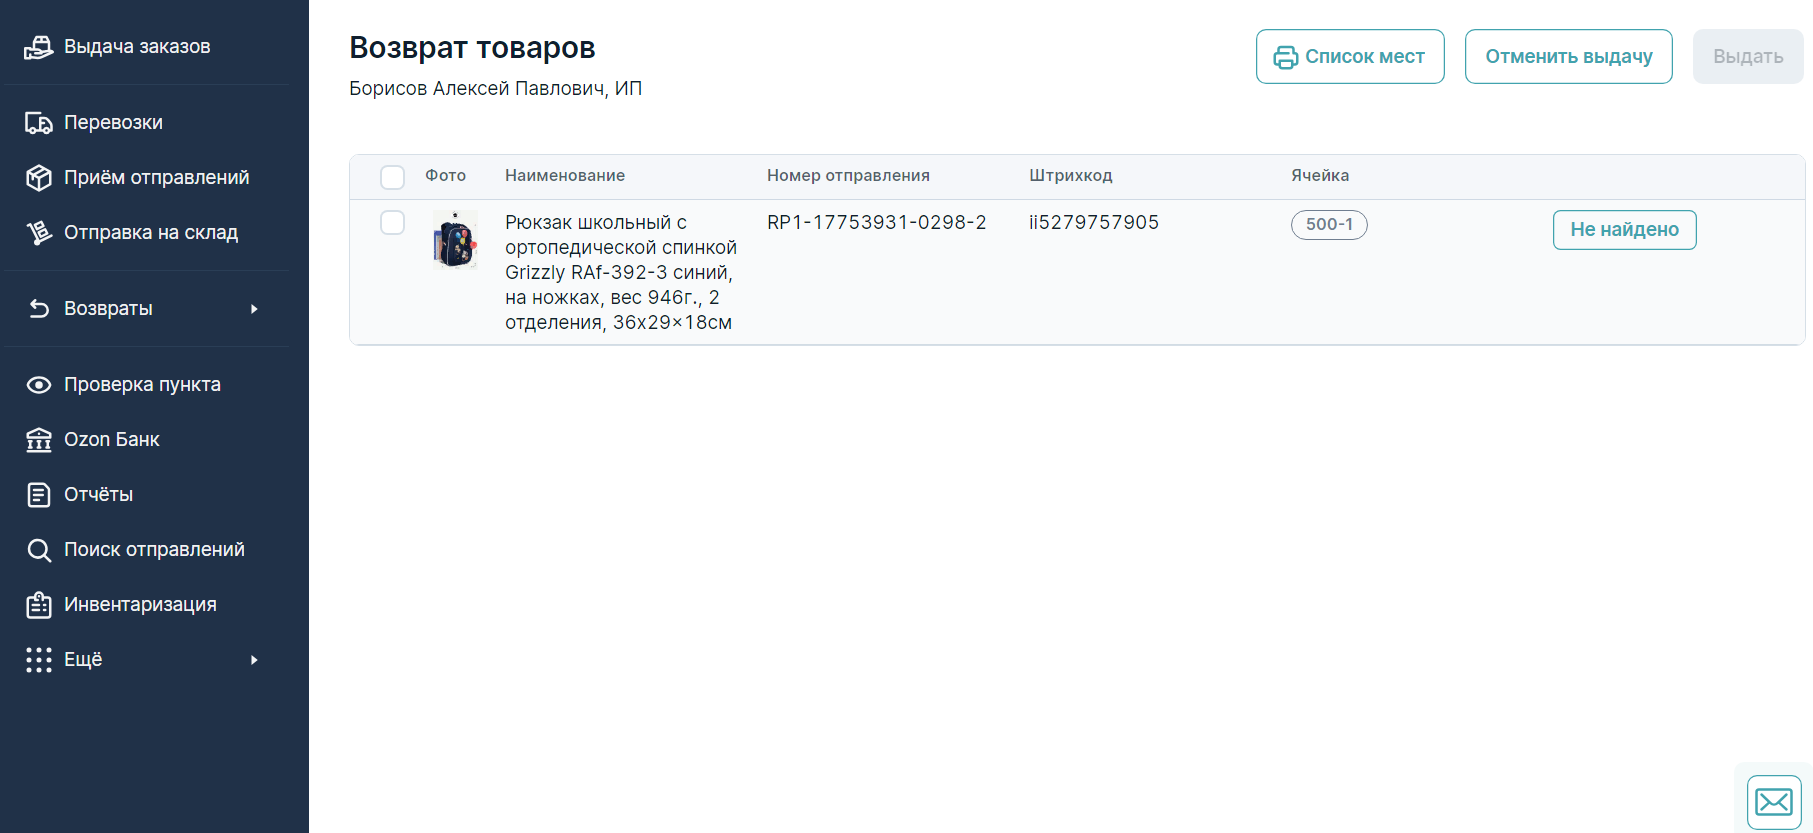 Выдача заказов
Перевозки
Приём отправлений
Отправка на склад
Возвраты
Проверка пункта
Ozon Банк
Отчёты
Поиск отправлений
Инвентаризация
Ещё
Возврат товаров
Борисов Алексей Павлович, ИП
Список мест
Отменить выдачу
Выдать
Фото Наименование Номер отправления Штрихкод Ячейка
Рюкзак школьный с
ортопедической спинкой
Grizzly RAf-392-3 синий,
на ножках, вес 946г., 2
отделения, 36x29×18см
RP1-17753931-0298-2
ii5279757905
500-1
Не найдено